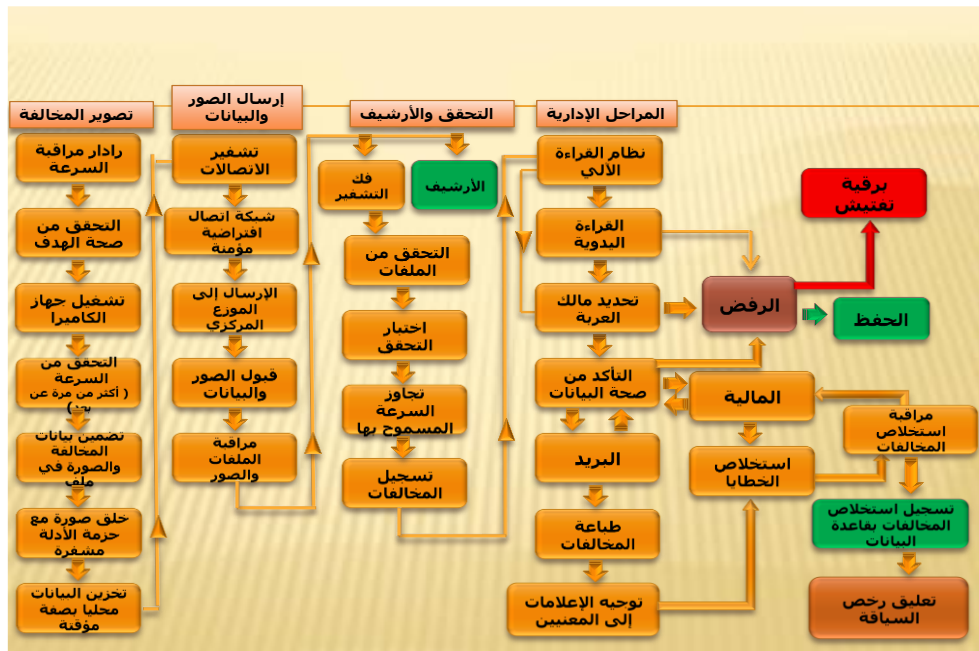 تصوير المخالفة
رادار مراقبة
السرعة
التحقق من
صحة الهدف
تشغيل جهاز
الكاميرا
التحقق من
السرعة
( أكثر من مرة عن
بعد)
تضمين بيانات
المخالفة
والصورة في
ملف
خلق صورة مع
حزمة الأدلة
مشفرة
تخزين البيانات
محليا بصفة
مؤقتة
إرسال الصور
والبيانات
تشفير
الاتصالات
شبكة اتصال
افتراضية
مؤمنة
الإرسال إلى
الموزع
المركزي
قبول الصور
والبيانات
مراقبة
الملفات
والصور
التحقق والأرشيف
فك
التشفير
الأرشيف
التحقق من
الملفات
اختبار
التحقق
تجاوز
السرعة
المسموح بها
تسجيل
المخالفات
المراحل الإدارية
نظام القراءة
الآلي
القراءة
اليدوية
تحديد مالك
العربة
التأكد من
صحة البيانات
البريد
طباعة
المخالفات
توجيه الإعلامات
إلى المعنيين
برقية
تفتيش
الرفض
الحفظ
المالية
استخلاص
الخطايا
مراقبة
استخلاص
المخالفات
تسجيل استخلاص
المخالفات بقاعدة
البيانات
تعليق رخص
السياقة